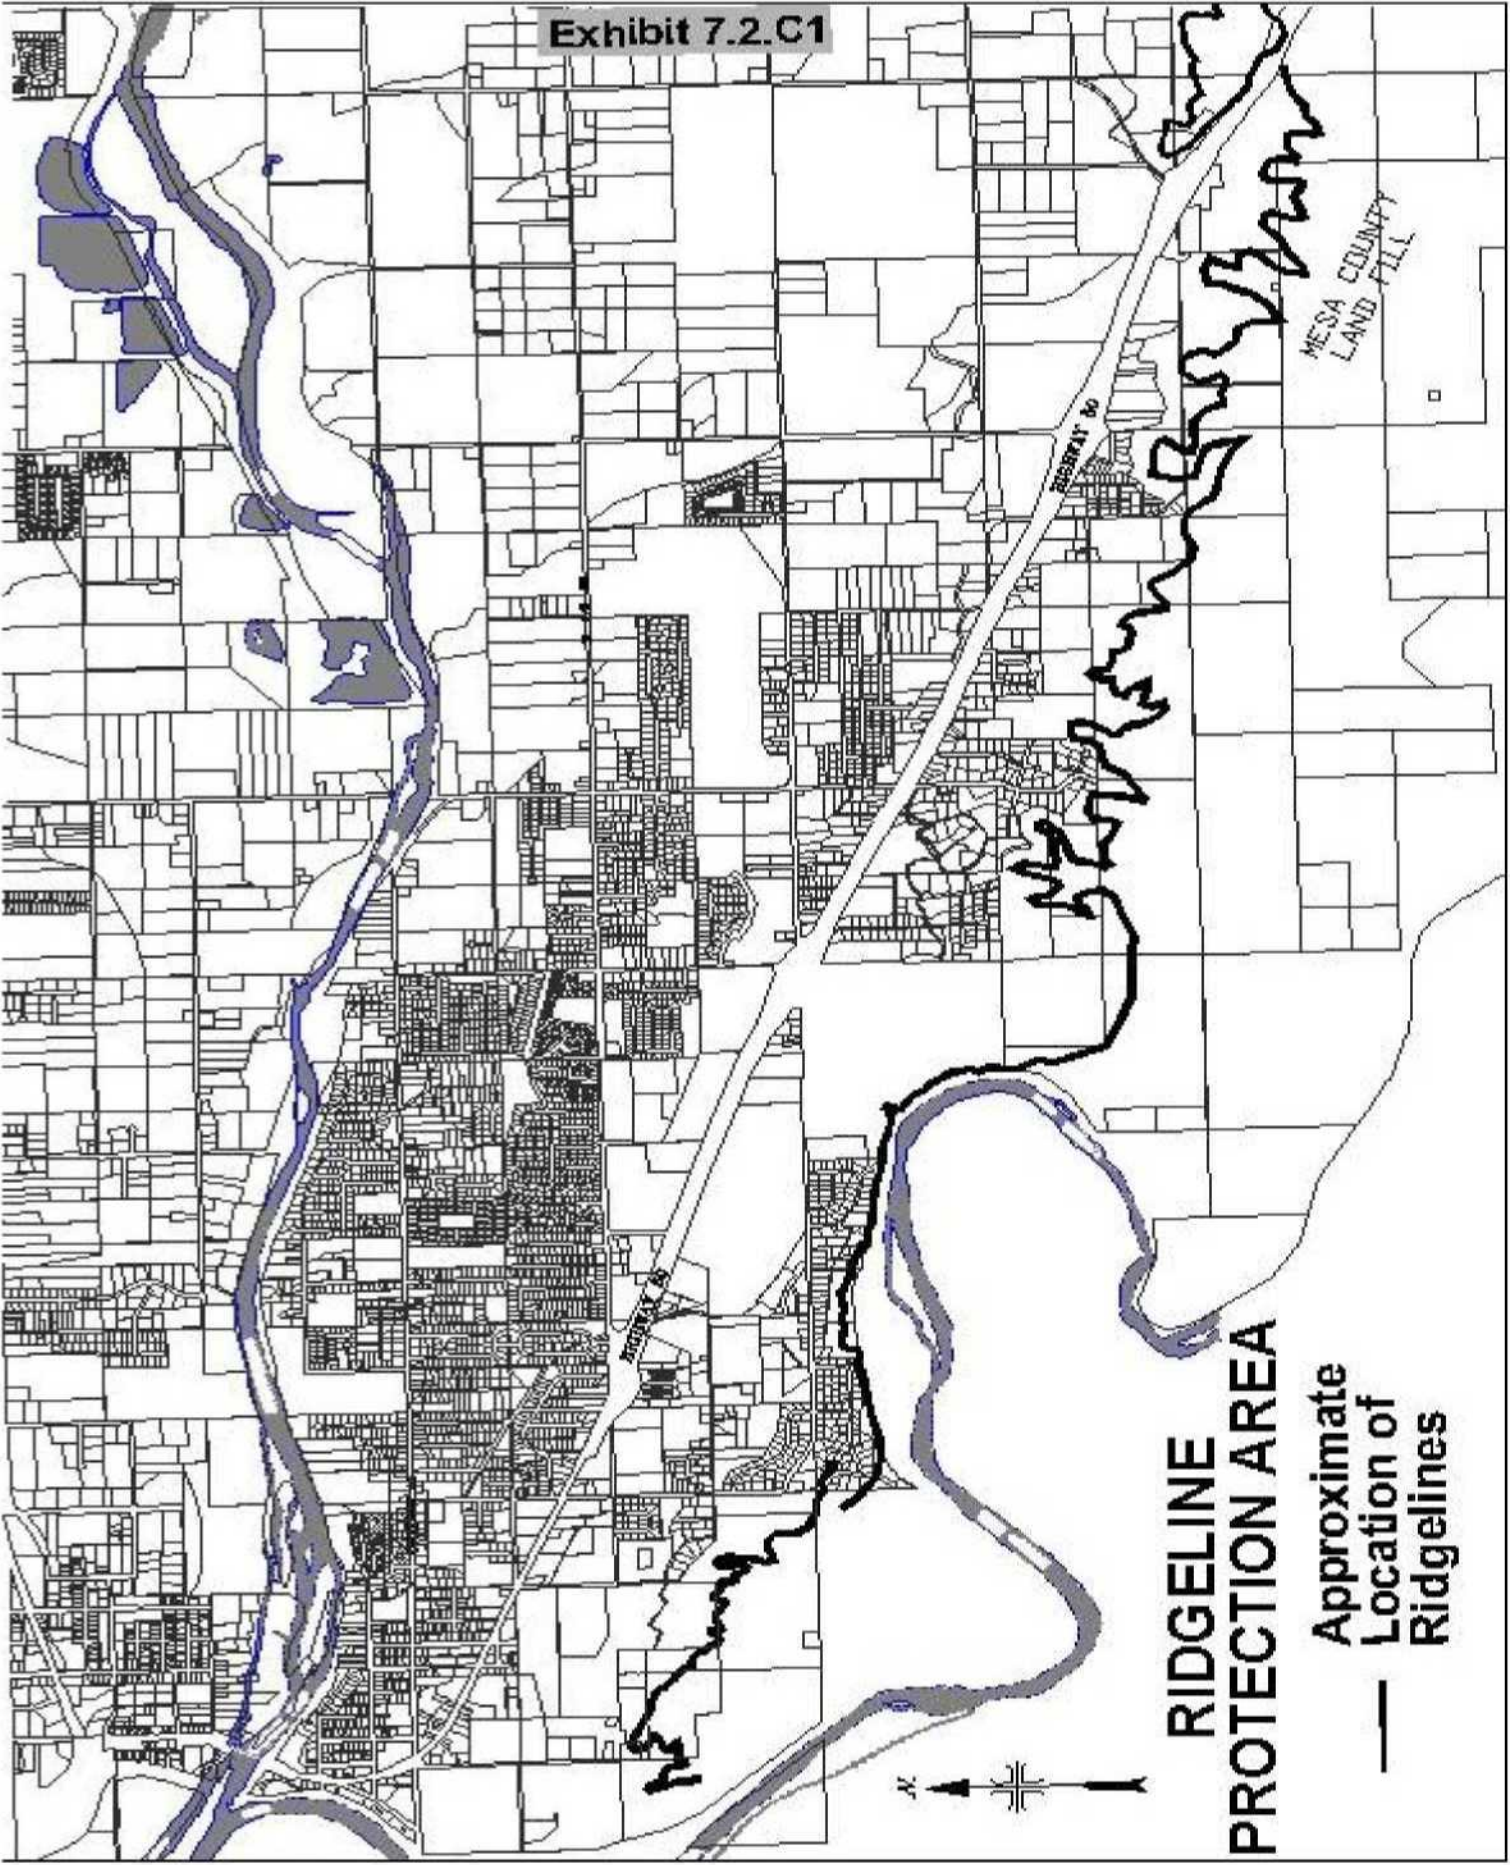 Exhibit 7.2.C1
MESA COUNTY
LAND FILL
HIGHWAY 50
HIGHWAY 50
N
RIDGELINE
PROTECTION AREA
Approximate
Location of
Ridgelines